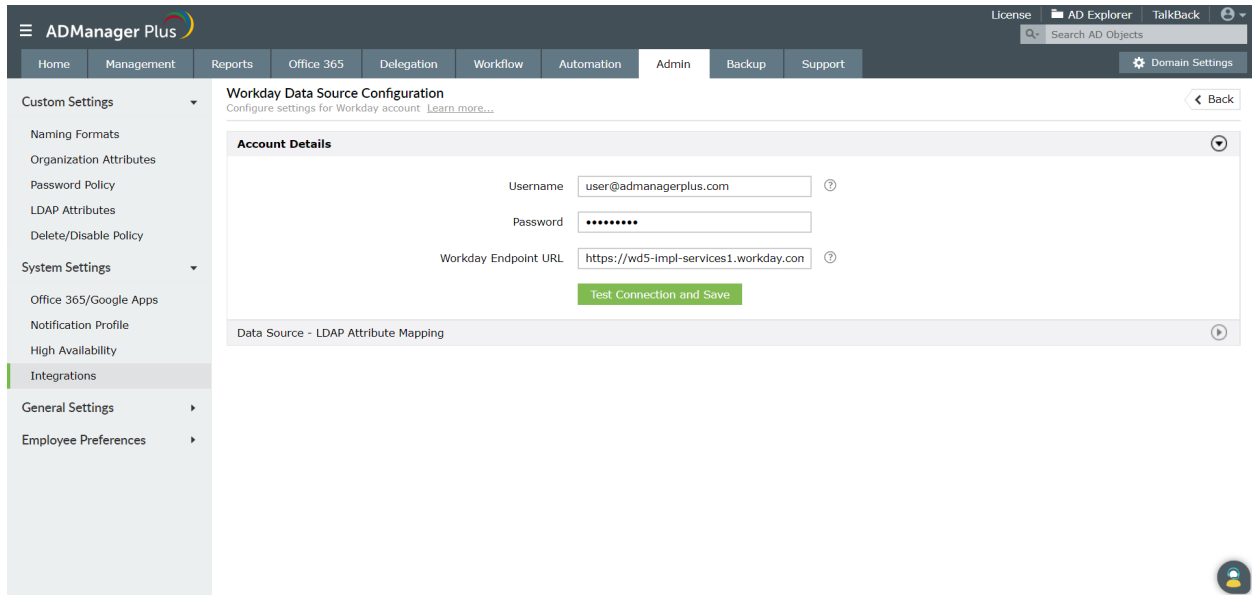 License AD Explorer TalkBack
ADManager Plus
Search AD Objects
Home Management Reports Office 365 Delegation Workflow Automation Admin Backup Support Domain Settings
Custom Settings
Naming Formats
Organization Attributes
Password Policy
LDAP Attributes
Delete/Disable Policy
System Settings
Office 365/Google Apps
Notification Profile
High Availability
Integrations
General Settings
Employee Preferences
Workday Data Source Configuration
Configure settings for Workday account Learn more...
Back
Account Details
Username user@admanagerplus.com
Password •••••••••
Workday Endpoint URL https://wd5-impl-services1.workday.con
Test Connection and Save
Data Source - LDAP Attribute Mapping